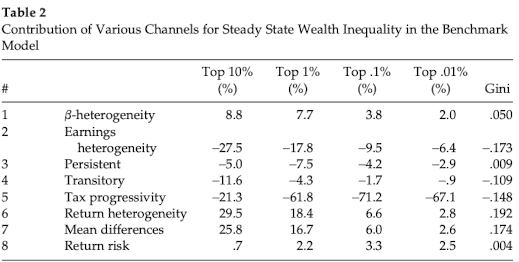 Table 2
Contribution of Various Channels for Steady State Wealth Inequality in the Benchmark
Model
Top 10% Top 1% Top .1% Top .01%
# (%) (%) (%) (%) Gini
1 β-heterogeneity 8.8 7.7 3.8 2.0 .050
2 Earnings
heterogeneity −27.5 −17.8 −9.5 −6.4 −.173
3 Persistent −5.0 −7.5 −4.2 −2.9 .009
4 Transitory −11.6 −4.3 −1.7 −.9 −.109
5 Tax progressivity −21.3 −61.8 −71.2 −67.1 −.148
6 Return heterogeneity 29.5 18.4 6.6 2.8 .192
7 Mean differences 25.8 16.7 6.0 2.6 .174
8 Return risk .7 2.2 3.3 2.5 .004